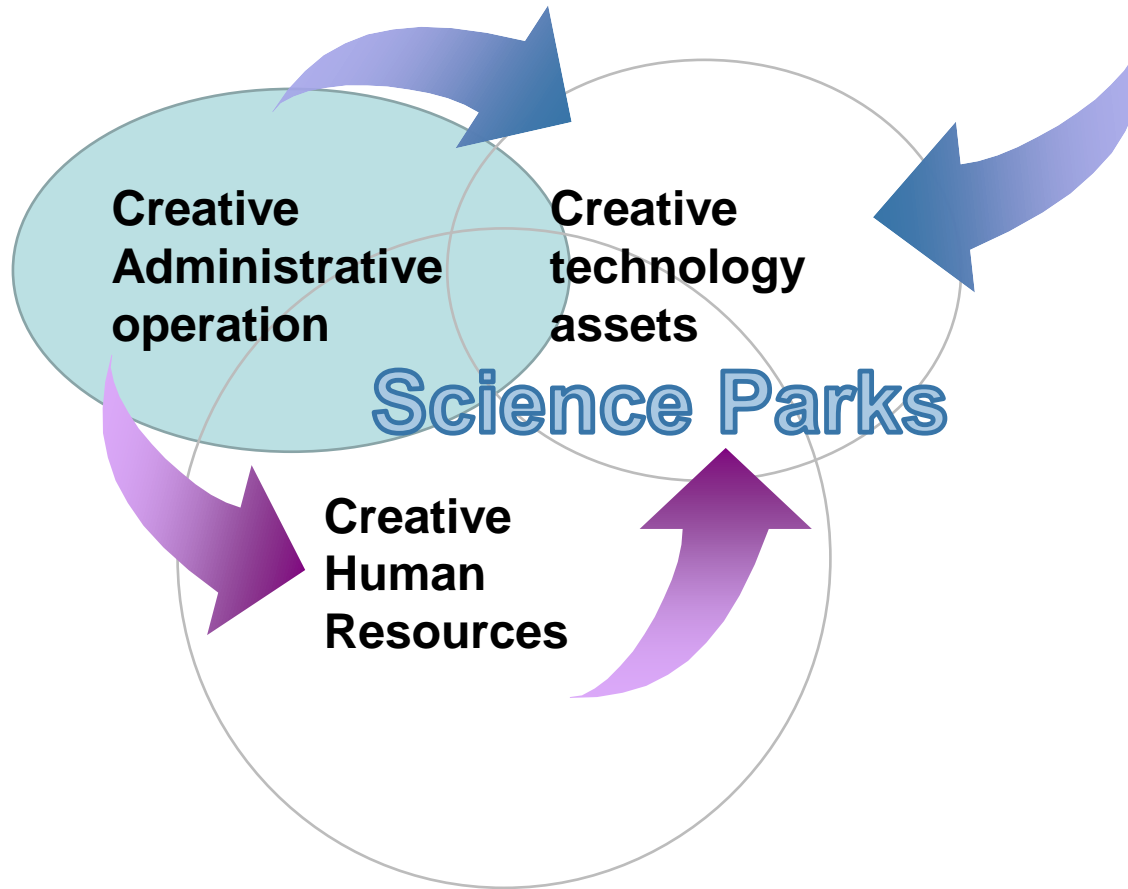 Creative
Administrative
operation
Creative
technology
assets
Science Parks
Creative
Human
Resources